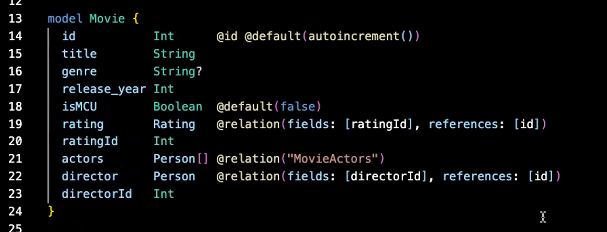 12
13 model Movie {
14   id           Int      @id @default(autoincrement())
15   title        String
16   genre        String?
17   release_year Int
18   isMCU        Boolean  @default(false)
19   rating       Rating   @relation(fields: [ratingId], references: [id])
20   ratingId     Int
21   actors       Person[] @relation("MovieActors")
22   director     Person   @relation(fields: [directorId], references: [id])
23   directorId   Int
24 }
25